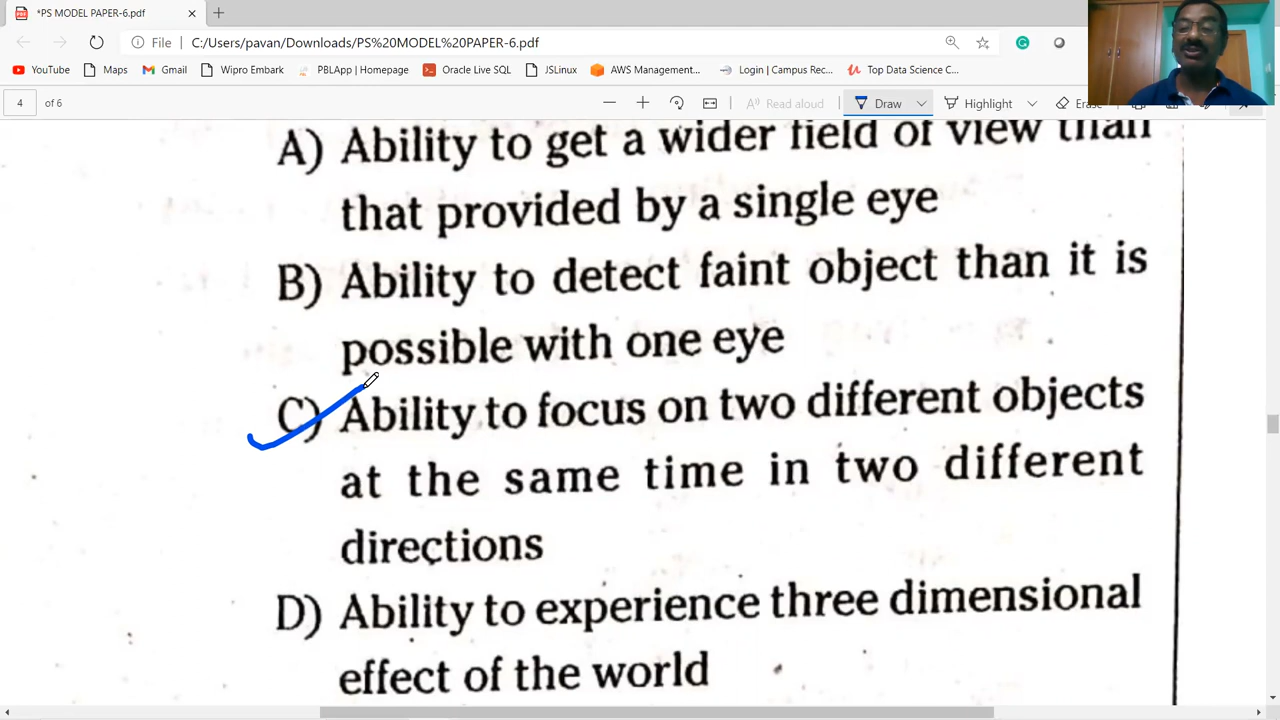 *PS MODEL PAPER-6.pdf
File
C:/Users/pavan/Downloads/PS%20MODEL%20PAPER-6.pdf
YouTube
Maps
Gmail
Wipro Embark
PBLApp | Homepage
Oracle Live SQL
JSLinux
AWS Management...
Login | Campus Rec...
Top Data Science C...
4 of 6
Read aloud
Draw
Highlight
A) Ability to get a wider field of view than
that provided by a single eye
B) Ability to detect faint object than it is
possible with one eye
C) Ability to focus on two different objects
at the same time in two different
directions
D) Ability to experience three dimensional
effect of the world